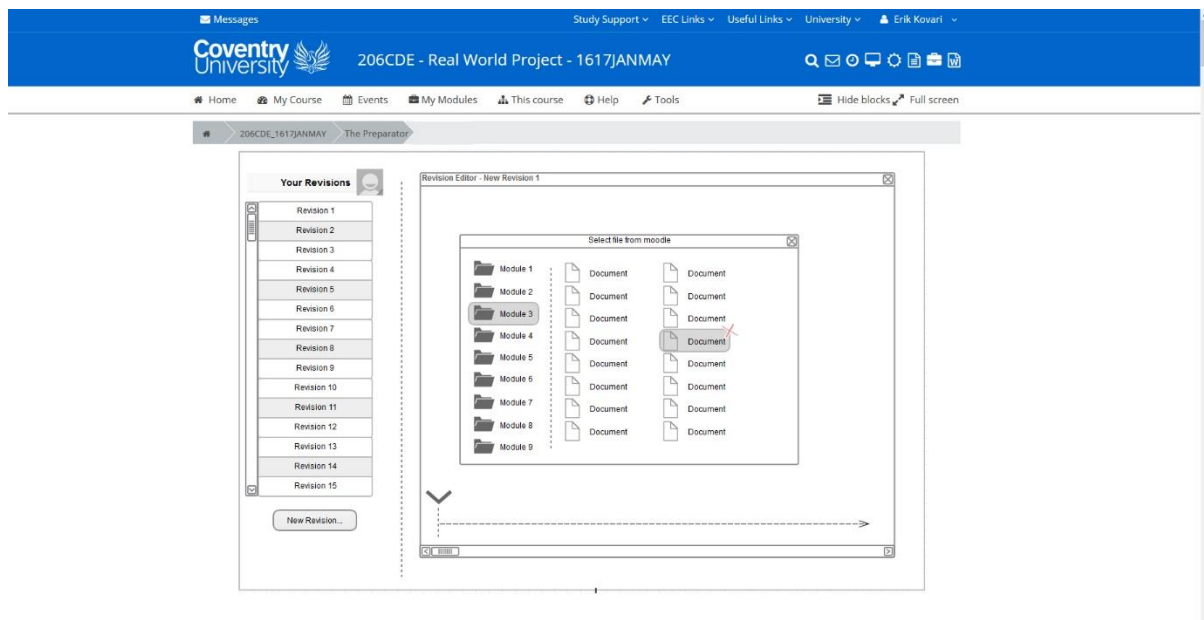 Messages Study Support EEC Links Useful Links University Erik Kovari
Coventry University
206CDE - Real World Project - 1617JANMAY
Home My Course Events My Modules This course Help Tools Hide blocks Full screen
206CDE_1617JANMAY The Preparator
Your Revisions
Revision 1
Revision 2
Revision 3
Revision 4
Revision 5
Revision 6
Revision 7
Revision 8
Revision 9
Revision 10
Revision 11
Revision 12
Revision 13
Revision 14
Revision 15
New Revision...
Revision Editor - New Revision 1
Select file from moodle
Module 1
Module 2
Module 3
Module 4
Module 5
Module 6
Module 7
Module 8
Module 9
Document Document
Document Document
Document Document
Document Document
Document Document
Document Document
Document Document
Document Document